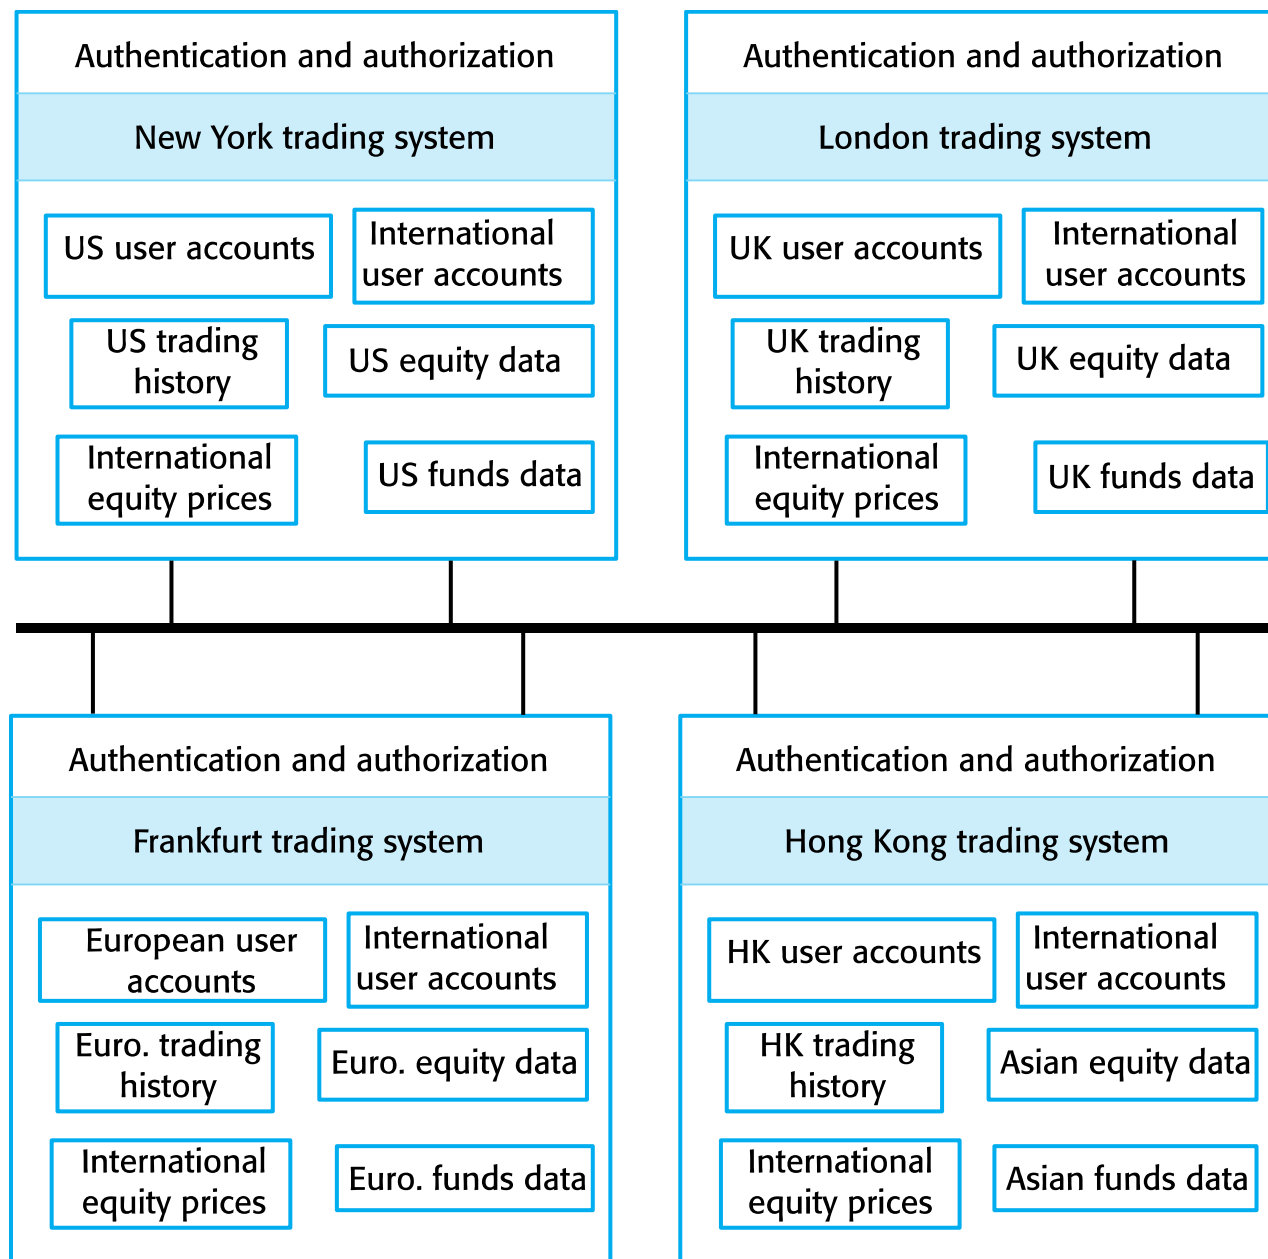 Authentication and authorization
New York trading system
US user accounts
International
user accounts
US trading
history
US equity data
International
equity prices
US funds data
Authentication and authorization
London trading system
UK user accounts
International
user accounts
UK trading
history
UK equity data
International
equity prices
UK funds data
Authentication and authorization
Frankfurt trading system
European user
accounts
International
user accounts
Euro. trading
history
Euro. equity data
International
equity prices
Euro. funds data
Authentication and authorization
Hong Kong trading system
HK user accounts
International
user accounts
HK trading
history
Asian equity data
International
equity prices
Asian funds data